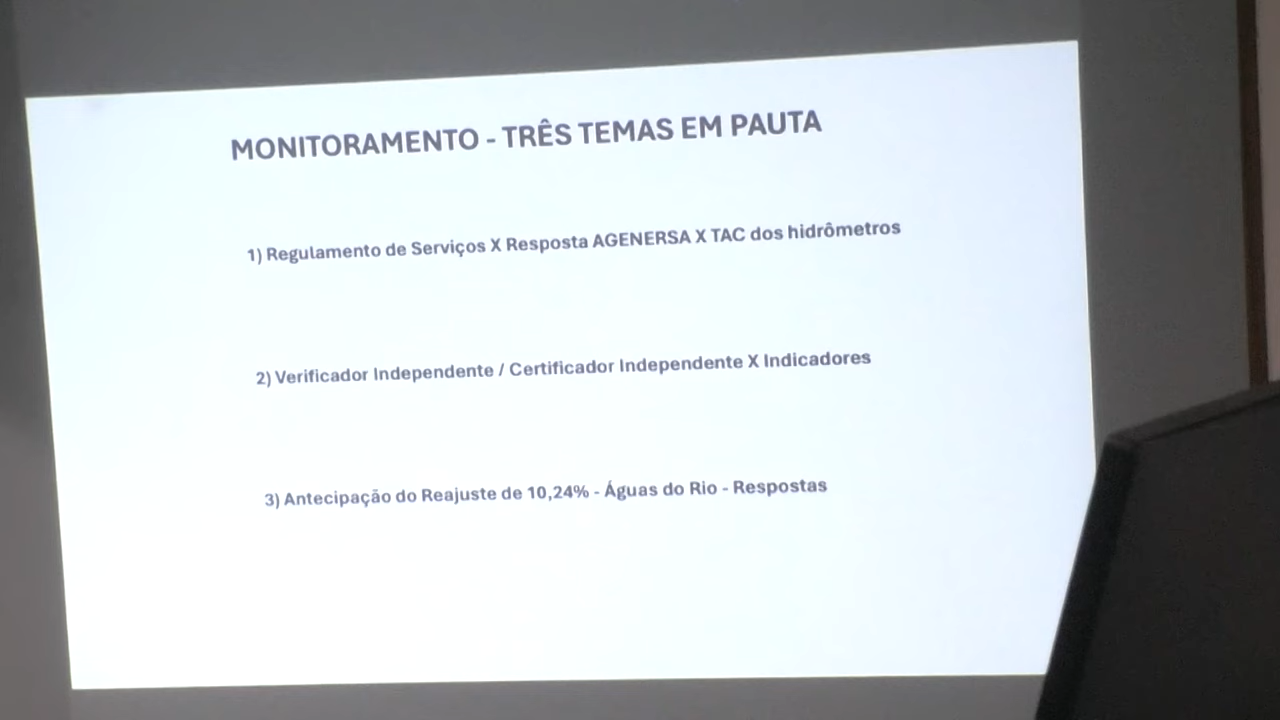 MONITORAMENTO - TRÊS TEMAS EM PAUTA
1) Regulamento de Serviços X Resposta AGENERSA X TAC dos hidrômetros
2) Verificador Independente / Certificador Independente X Indicadores
3) Antecipação do Reajuste de 10,24% - Águas do Rio - Respostas